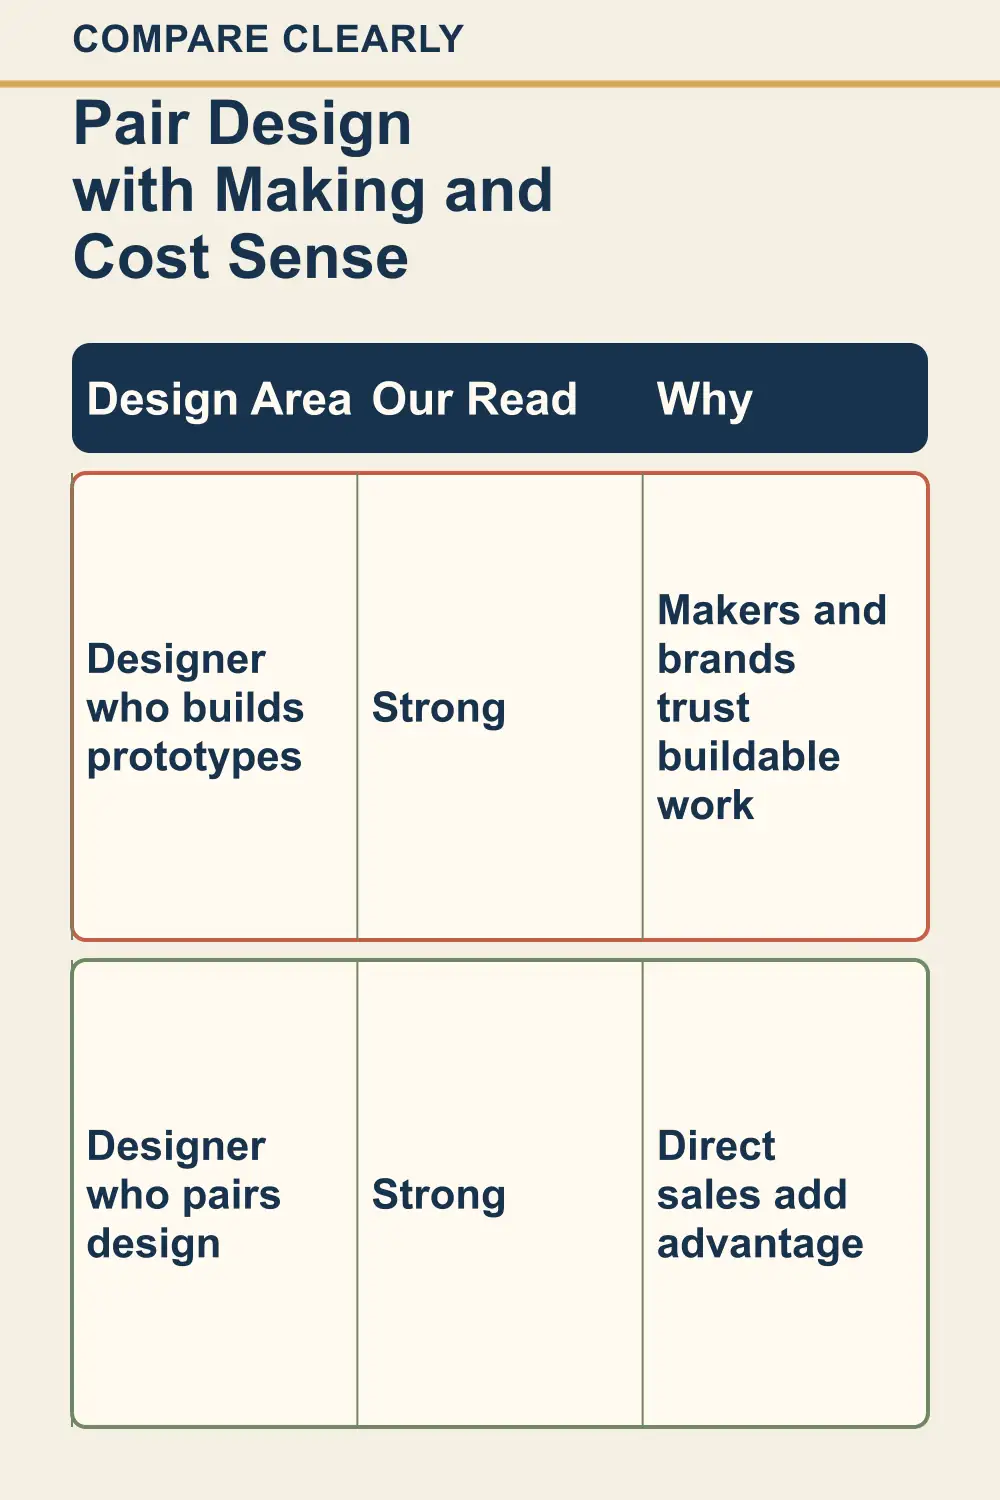 COMPARE CLEARLY
Pair Design
with Making and
Cost Sense
Design Area Our Read Why
Designer
who builds
prototypes
Strong
Makers and
brands
trust
buildable
work
Designer
who pairs
design
Strong
Direct
sales add
advantage